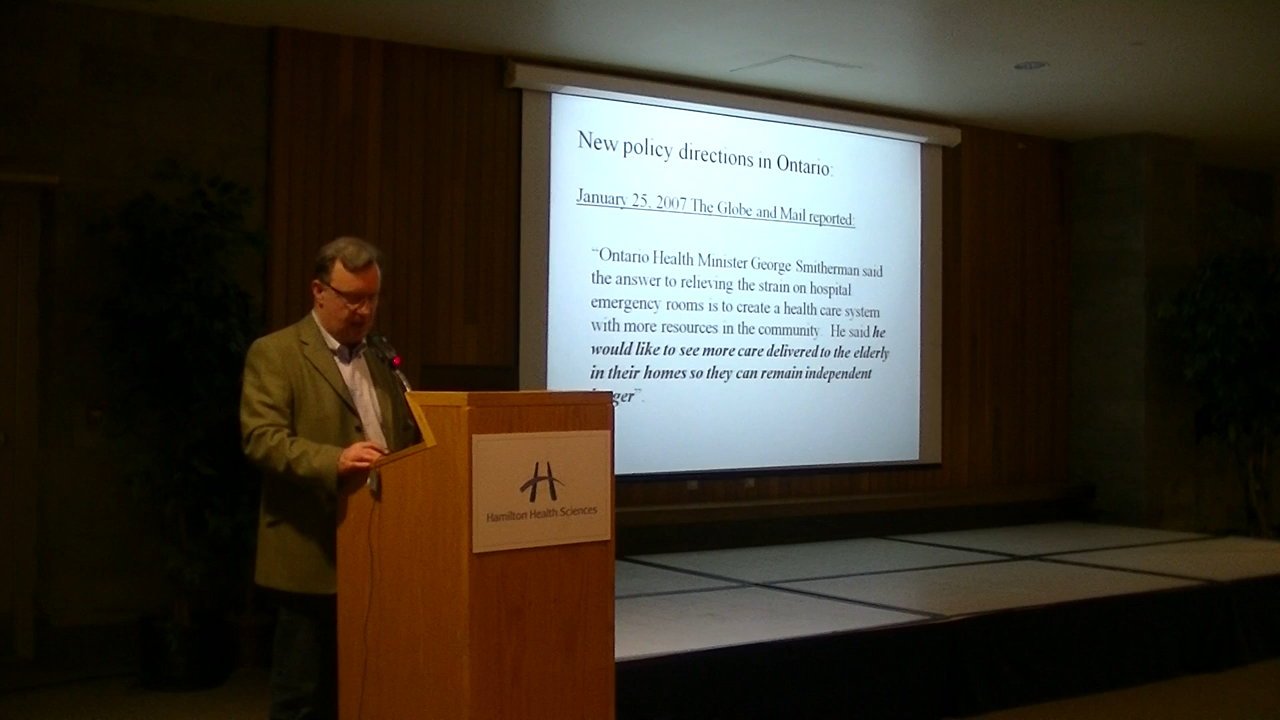 New policy directions in Ontario:
January 25, 2007 The Globe and Mail reported:
“Ontario Health Minister George Smitherman said
the answer to relieving the strain on hospital
emergency rooms is to create a health care system
with more resources in the community. He said he
would like to see more care delivered to the elderly
in their homes so they can remain independent
Hamilton Health Sciences